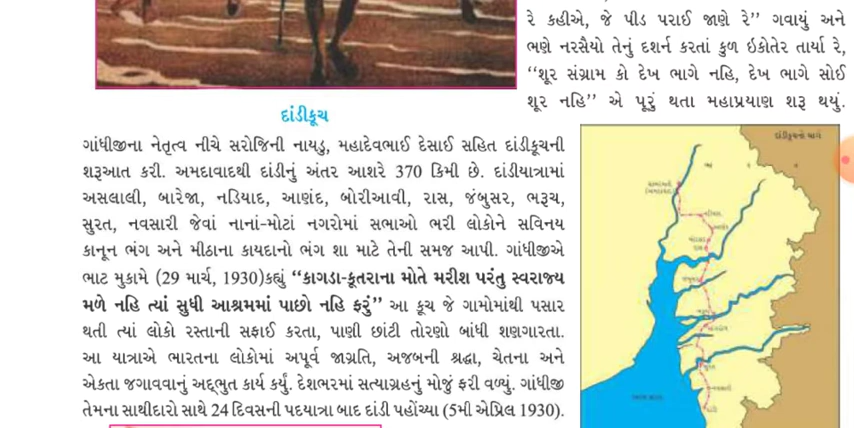 રે કહીએ, જે પીડ પરાઈ જાણે રે” ગવાયું અને
ભણે નરસૈયો તેનું દર્શન કરતાં કુળ ઇકોતેર તાર્યા રે,
“શૂર સંગ્રામ કો દેખ ભાગે નહિ, દેખ ભાગે સોઈ
શૂર નહિ” એ પૂરું થતા મહાપ્રયાણ શરૂ થયું.
દાંડીકૂચ
ગાંધીજીના નેતૃત્વ નીચે સરોજિની નાયડુ, મહાદેવભાઈ દેસાઈ સહિત દાંડીકૂચની
શરૂઆત કરી. અમદાવાદથી દાંડીનું અંતર આશરે 370 કિમી છે. દાંડીયાત્રામાં
અસલાલી, બારેજા, નડિયાદ, આણંદ, બોરીઆવી, રાસ, જંબુસર, ભરૂચ,
સુરત, નવસારી જેવાં નાનાં-મોટાં નગરોમાં સભાઓ ભરી લોકોને સવિનય
કાનૂન ભંગ અને મીઠાના કાયદાનો ભંગ શા માટે તેની સમજ આપી. ગાંધીજીએ
ભાટ મુકામે (29 માર્ચ, 1930)કહ્યું “કાગડા-કૂતરાના મોતે મરીશ પરંતુ સ્વરાજ્ય
મળે નહિ ત્યાં સુધી આશ્રમમાં પાછો નહિ ફરું” આ કૂચ જે ગામોમાંથી પસાર
થતી ત્યાં લોકો રસ્તાની સફાઈ કરતા, પાણી છાંટી તોરણો બાંધી શણગારતા.
આ યાત્રાએ ભારતના લોકોમાં અપૂર્વ જાગ્રતિ, અજબની શ્રદ્ધા, ચેતના અને
એકતા જગાવવાનું અદ્ભુત કાર્ય કર્યું. દેશભરમાં સત્યાગ્રહનું મોજું ફરી વળ્યું. ગાંધીજી
તેમના સાથીદારો સાથે 24 દિવસની પદયાત્રા બાદ દાંડી પહોંચ્યા (5મી એપ્રિલ 1930).
દાંડીકૂચનો માર્ગ